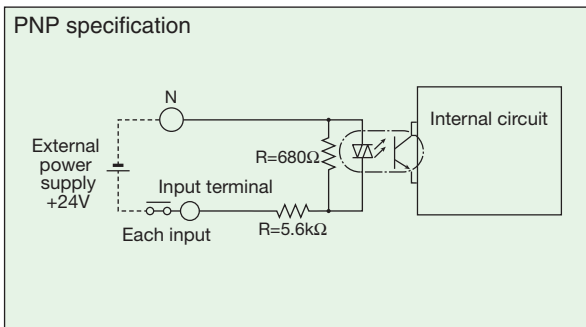 PNP specification
N
Internal circuit
External
power
supply
+24V
R=680Ω
Input terminal
Each input
R=5.6kΩ